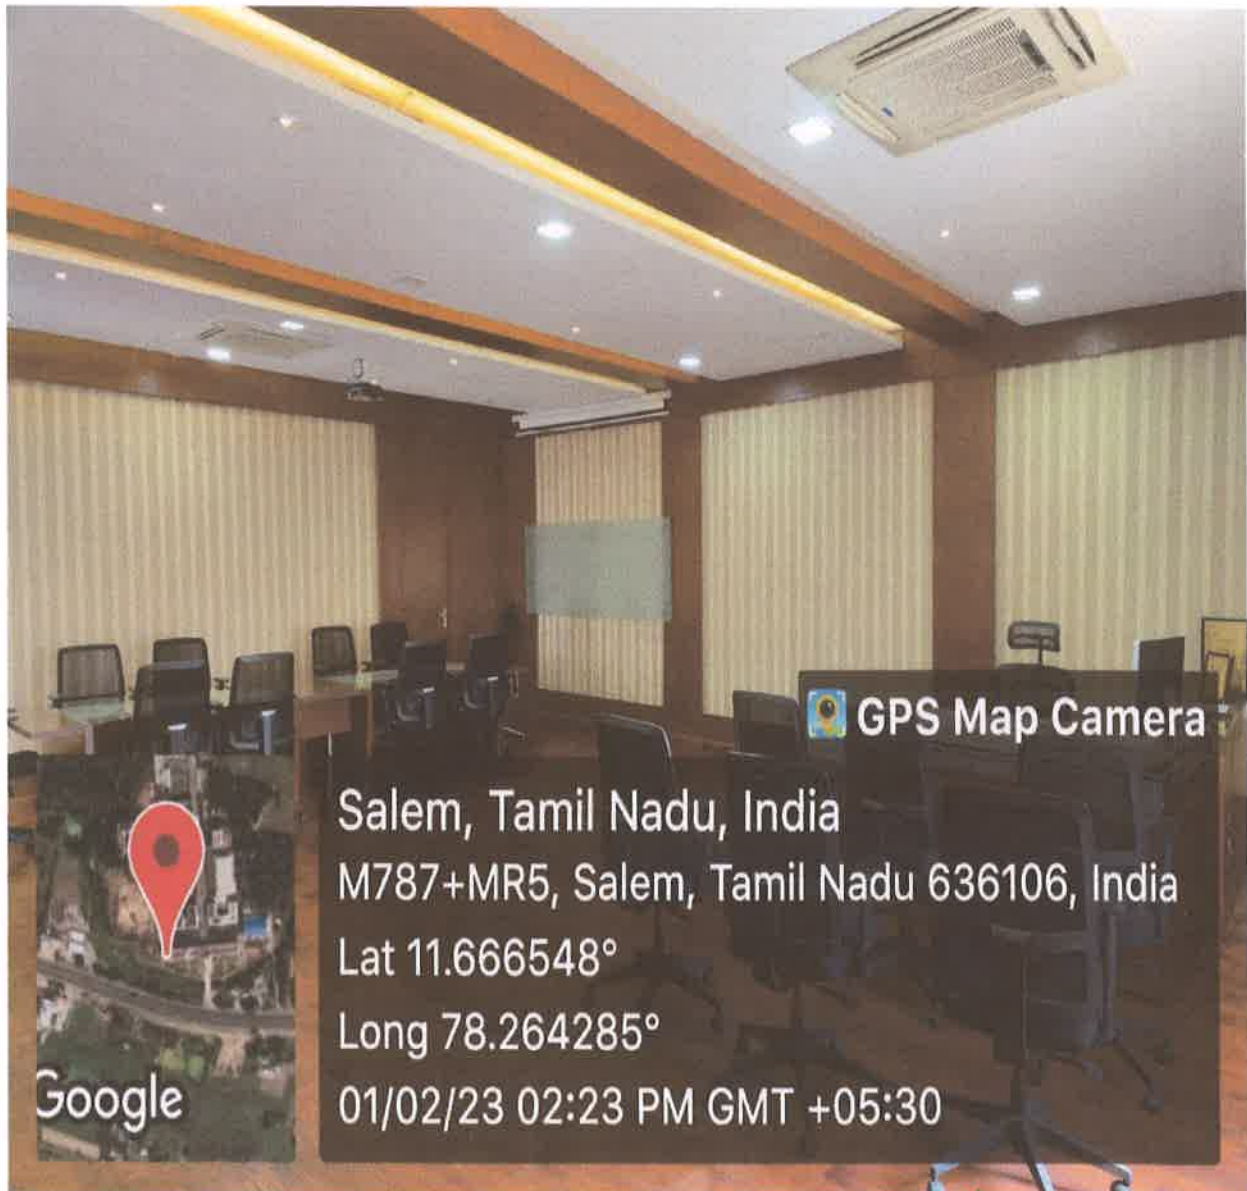 GPS Map Camera
Salem, Tamil Nadu, India
M787+MR5, Salem, Tamil Nadu 636106, India
Lat 11.666548°
Long 78.264285°
01/02/23 02:23 PM GMT +05:30
Google